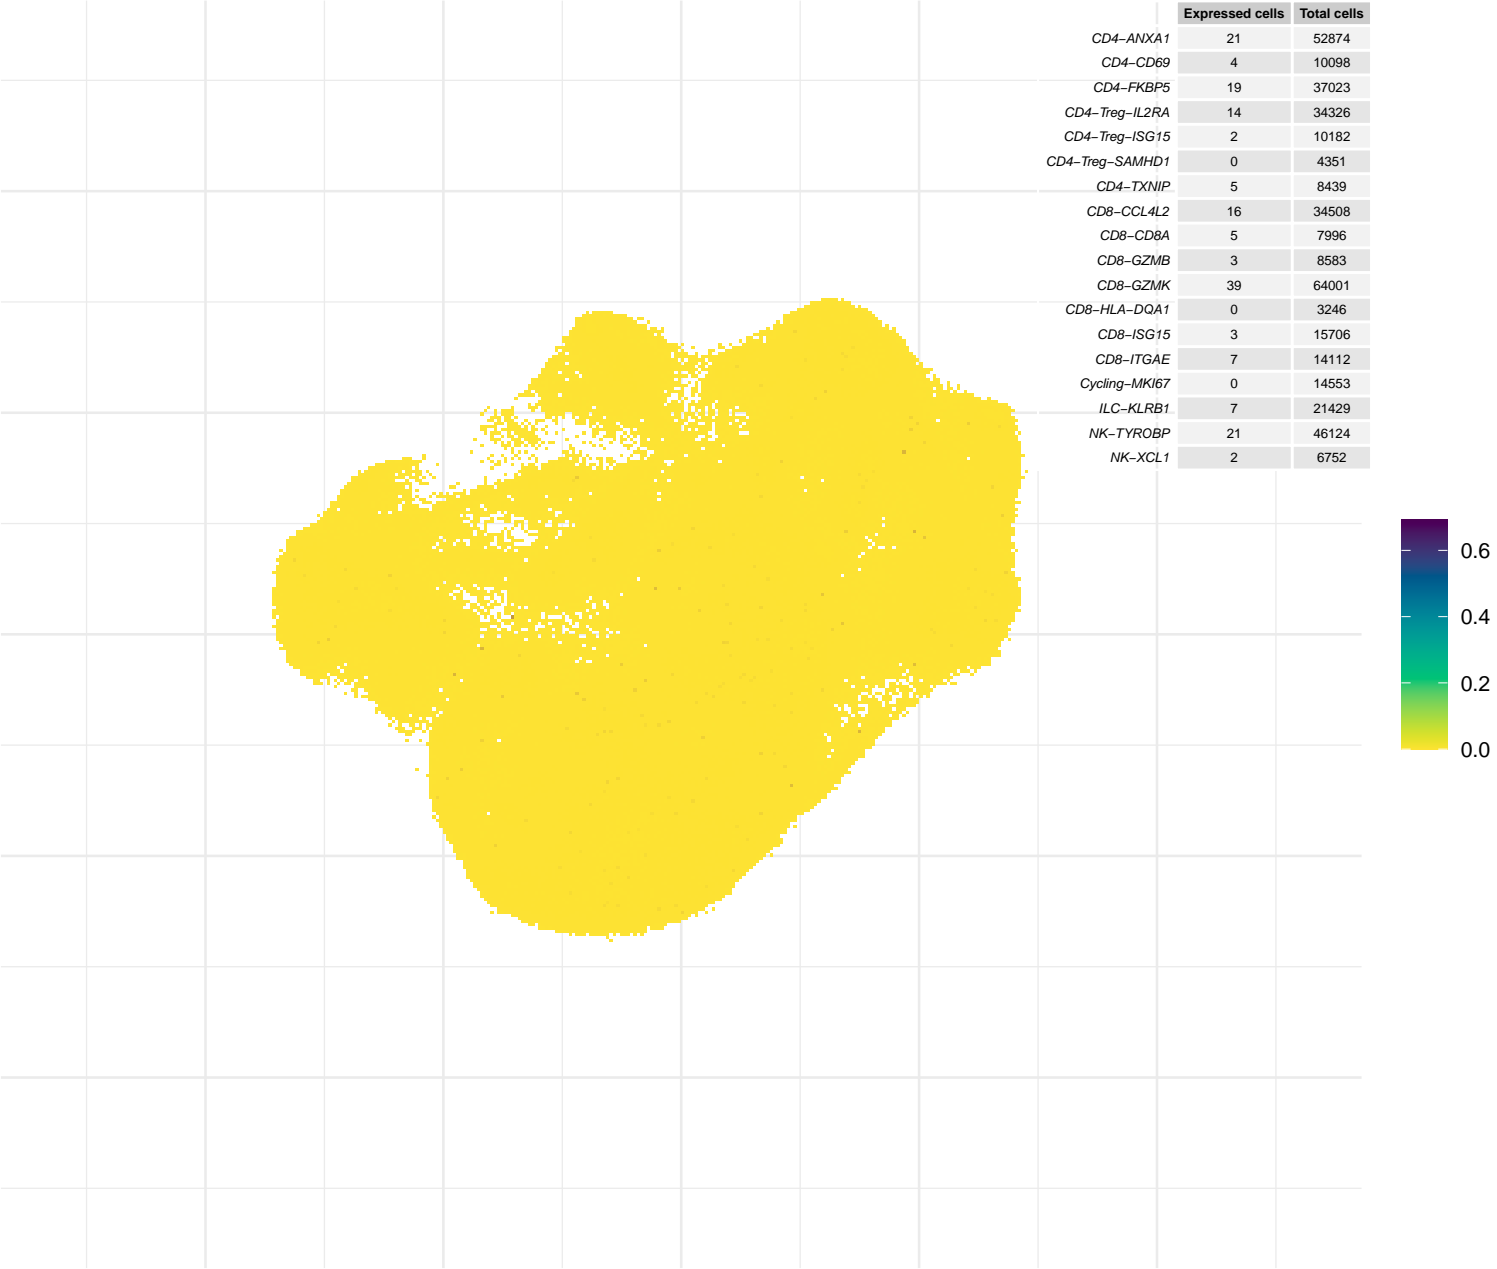 Expressed cells Total cells
CD4−ANXA1 21 52874
CD4−CD69 4 10098
CD4−FKBP5 19 37023
CD4−Treg−IL2RA 14 34326
CD4−Treg−ISG15 2 10182
CD4−Treg−SAMHD1 0 4351
CD4−TXNIP 5 8439
CD8−CCL4L2 16 34508
CD8−CD8A 5 7996
CD8−GZMB 3 8583
CD8−GZMK 39 64001
CD8−HLA−DQA1 0 3246
CD8−ISG15 3 15706
CD8−ITGAE 7 14112
Cycling−MKI67 0 14553
ILC−KLRB1 7 21429
NK−TYROBP 21 46124
NK−XCL1 2 6752
0.6
0.4
0.2
0.0